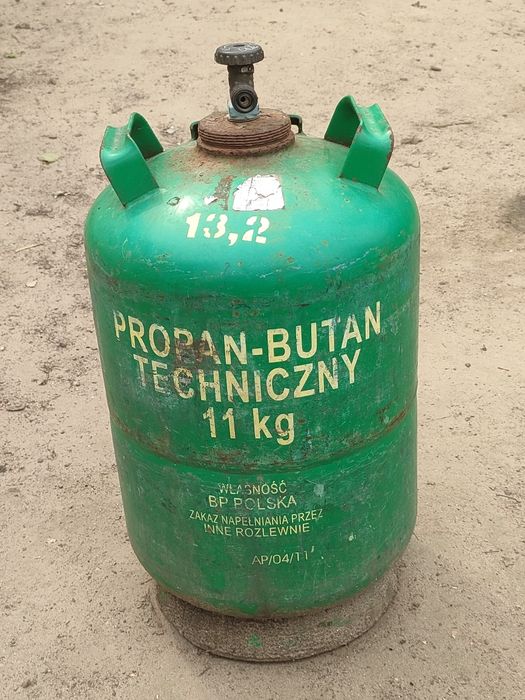 13,2
PROPAN-BUTAN
TECHNICZNY
11 kg
WŁASNOŚĆ
BP POLSKA
ZAKAZ NAPEŁNIANIA PRZEZ
INNE ROZLEWNIE
AP/04/11